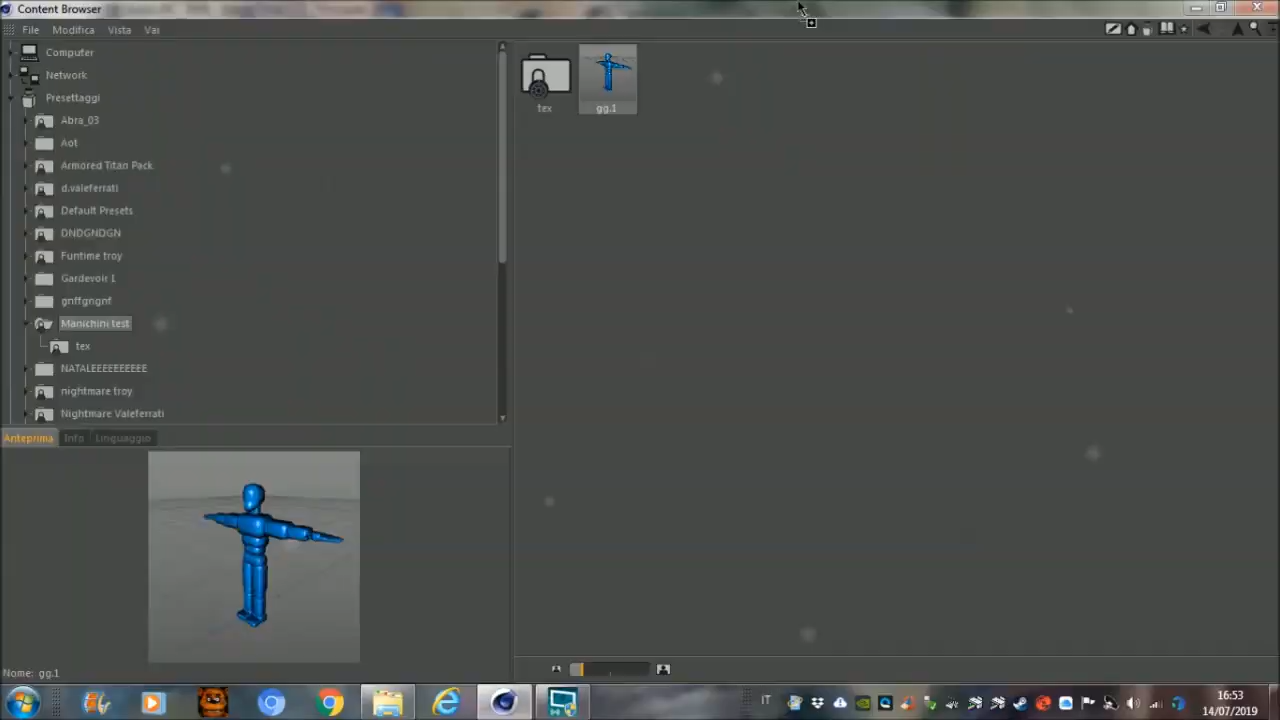 Content Browser
File Modifica Vista Vai
Computer
Network
Presettaggi
Abra_03
Aot
Armored Titan Pack
d.valeferrati
Default Presets
DNDGNDGN
Funtime troy
Gardevoir 1
gnffgngnf
Manichini test
tex
NATALEEEEEEEEEE
nightmare troy
Nightmare Valeferrati
tex
gg.1
Anteprima Info Linguaggio
Nome: gg.1
IT
16:53
14/07/2019